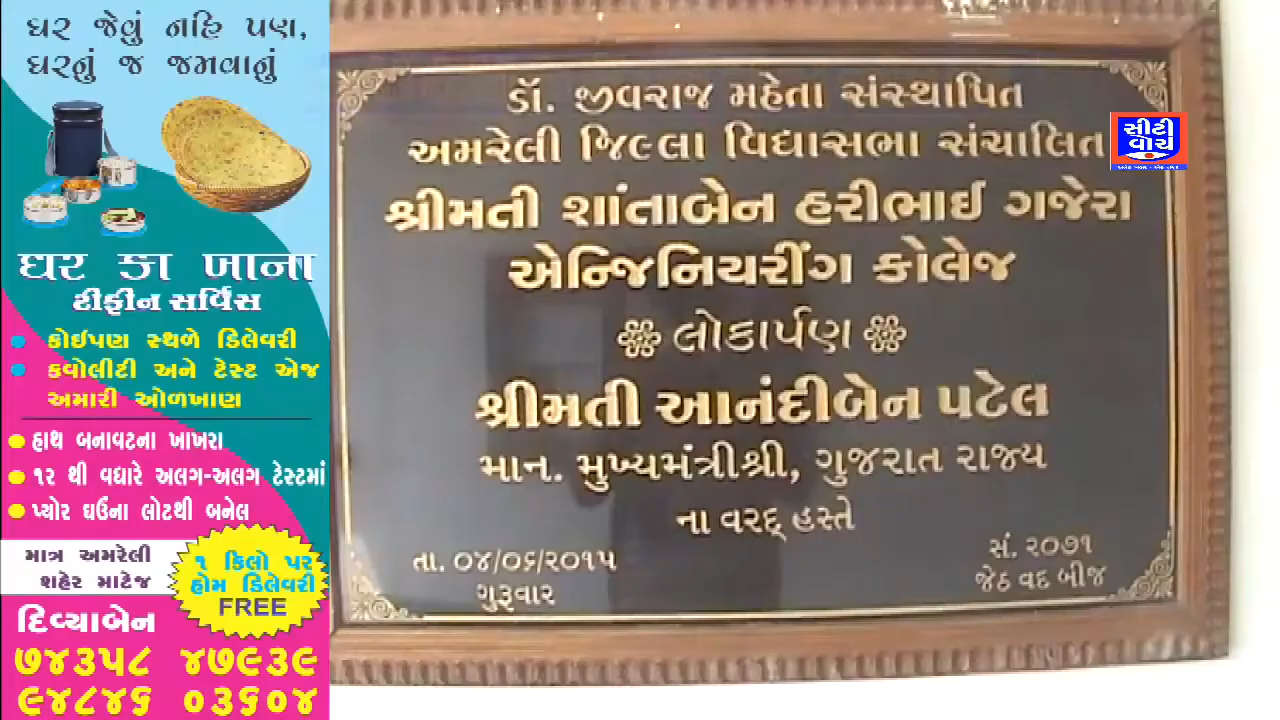 ઘર જેવું નહિ પણ,
ઘરનું જ જમવાનું
ઘર કા ખાના
ટીફીન સર્વિસ
કોઈપણ સ્થળે ડિલેવરી
કવોલીટી અને ટેસ્ટ એજ
અમારી ઓળખાણ
હાથ બનાવટના ખાખરા
૧૨ થી વધારે અલગ-અલગ ટેસ્ટમાં
પ્યોર ઘઉંના લોટથી બનેલ
માત્ર અમરેલી
શહેર માટેજ
૧ કિલો પર
હોમ ડિલેવરી
FREE
દિવ્યાબેન
૭૪૩૫૮ ૪૭૯૩૯
૯૪૮૪૬ ૦૩૬૦૪
ડૉ. જીવરાજ મહેતા સંસ્થાપિત
અમરેલી જિલ્લા વિદ્યાસભા સંચાલિત
શ્રીમતી શાંતાબેન હરીભાઈ ગજેરા
એન્જિનિયરીંગ કોલેજ
લોકાર્પણ
શ્રીમતી આનંદીબેન પટેલ
માન. મુખ્યમંત્રીશ્રી, ગુજરાત રાજ્ય
ના વરદ્ હસ્તે
તા. ૦૪/૦૬/૨૦૧૫
ગુરૂવાર
સં. ૨૦૭૧
જેઠ વદ બીજ
સીટી
વોચ